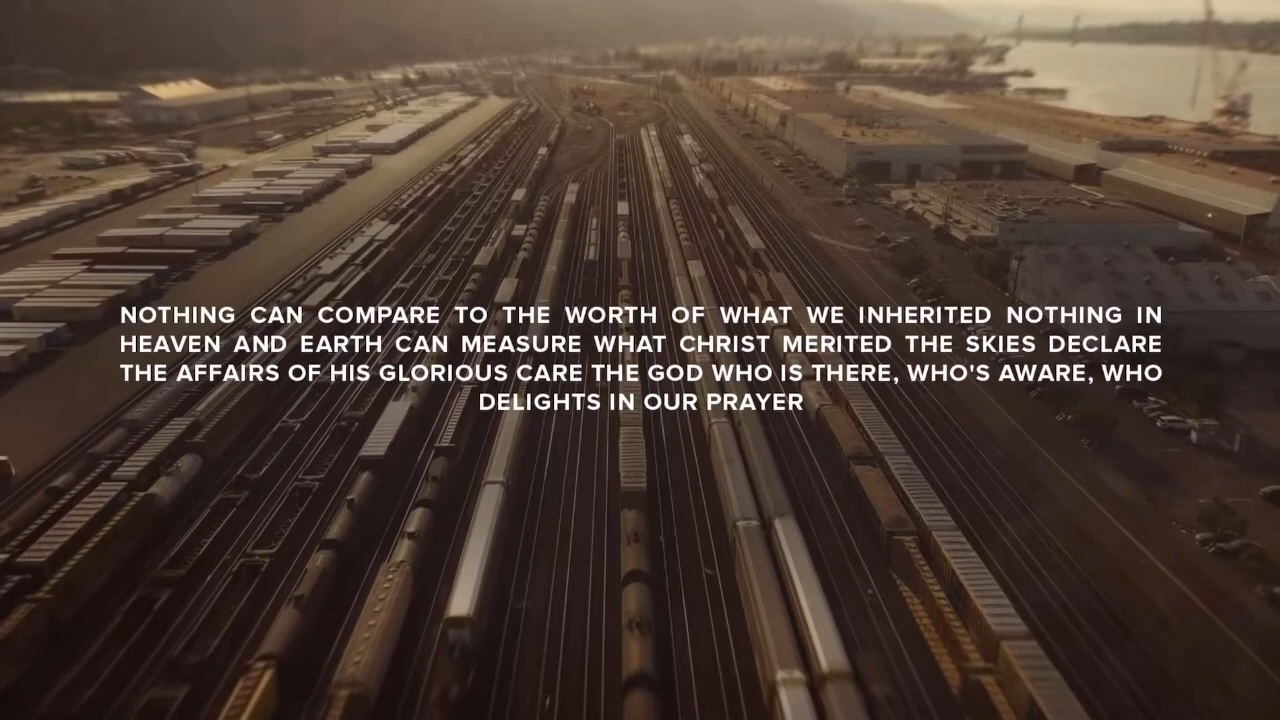 NOTHING CAN COMPARE TO THE WORTH OF WHAT WE INHERITED NOTHING IN
HEAVEN AND EARTH CAN MEASURE WHAT CHRIST MERITED THE SKIES DECLARE
THE AFFAIRS OF HIS GLORIOUS CARE THE GOD WHO IS THERE, WHO'S AWARE, WHO
DELIGHTS IN OUR PRAYER